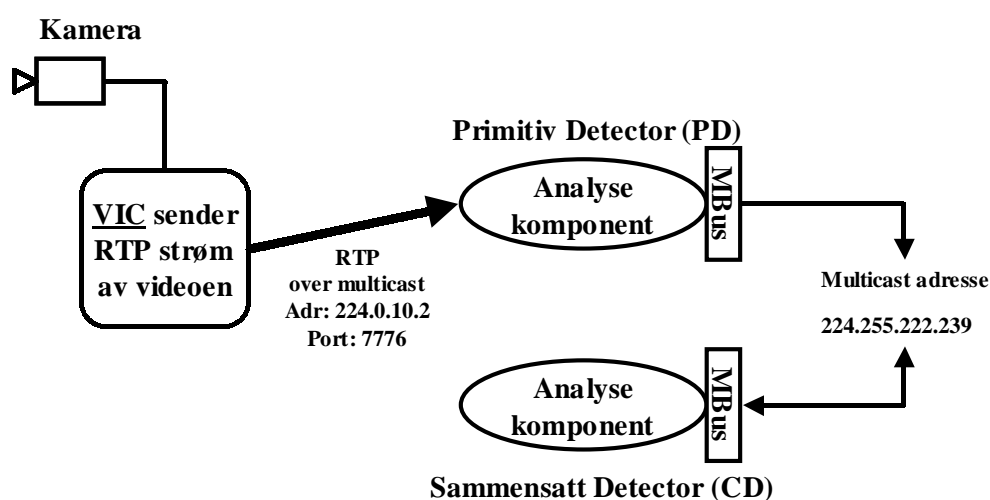 Kamera
VIC sender
RTP strøm
av videoen
RTP
over multicast
Adr: 224.0.10.2
Port: 7776
Primitiv Detector (PD)
Analyse
komponent
MBus
Multicast adresse
224.255.222.239
Analyse
komponent
MBus
Sammensatt Detector (CD)